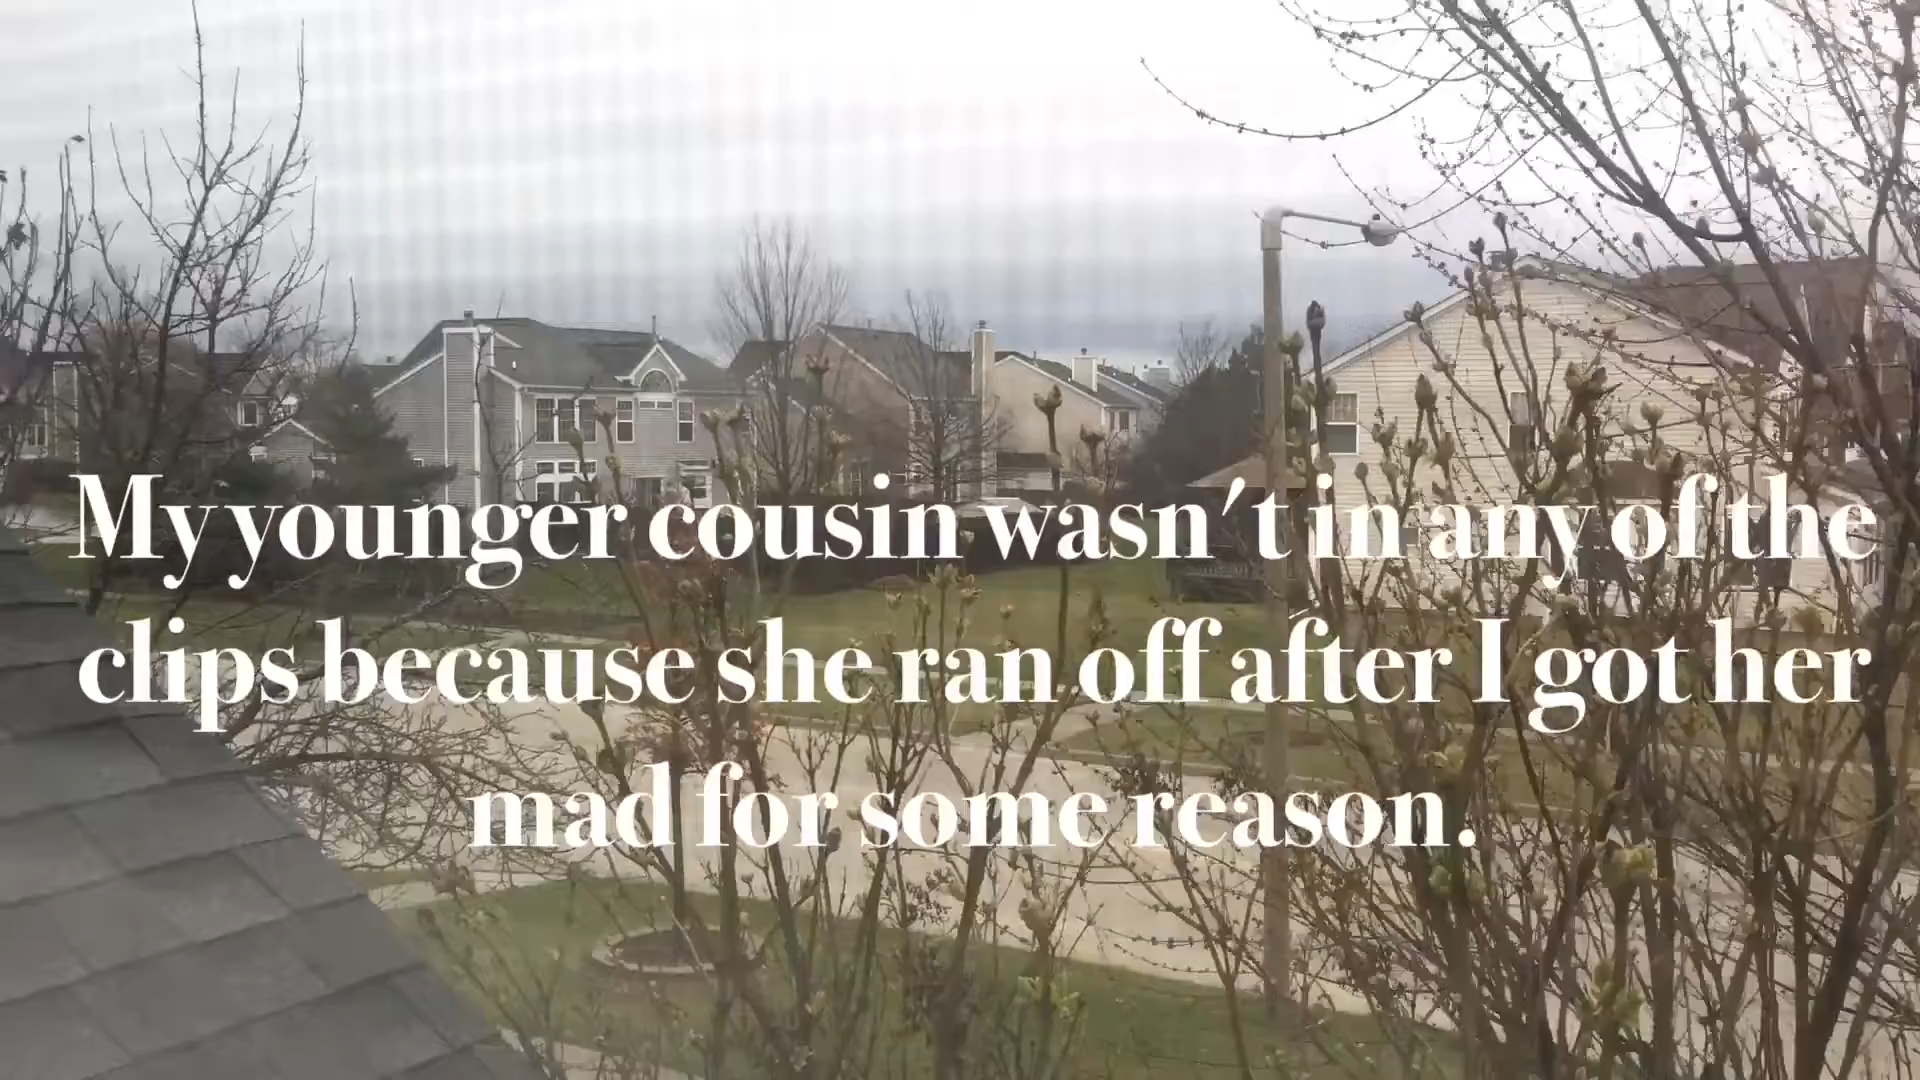 My younger cousin wasn't in any of the
clips because she ran off after I got her
mad for some reason.